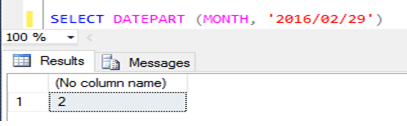 SELECT DATEPART (MONTH, '2016/02/29')
100 %
Results Messages
(No column name)
1 2